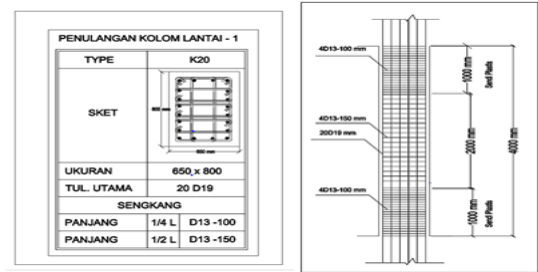 PENULANGAN KOLOM LANTAI - 1
TYPE K20
SKET
800 mm
650 mm
UKURAN 650 x 800
TUL. UTAMA 20 D19
SENGKANG
PANJANG 1/4 L D13 -100
PANJANG 1/2 L D13 -150
4D13-100 mm
4D13-150 mm
20D19 mm
4D13-100 mm
1000 mm
Sendi Plastis
2000 mm
4000 mm
1000 mm
Sendi Plastis